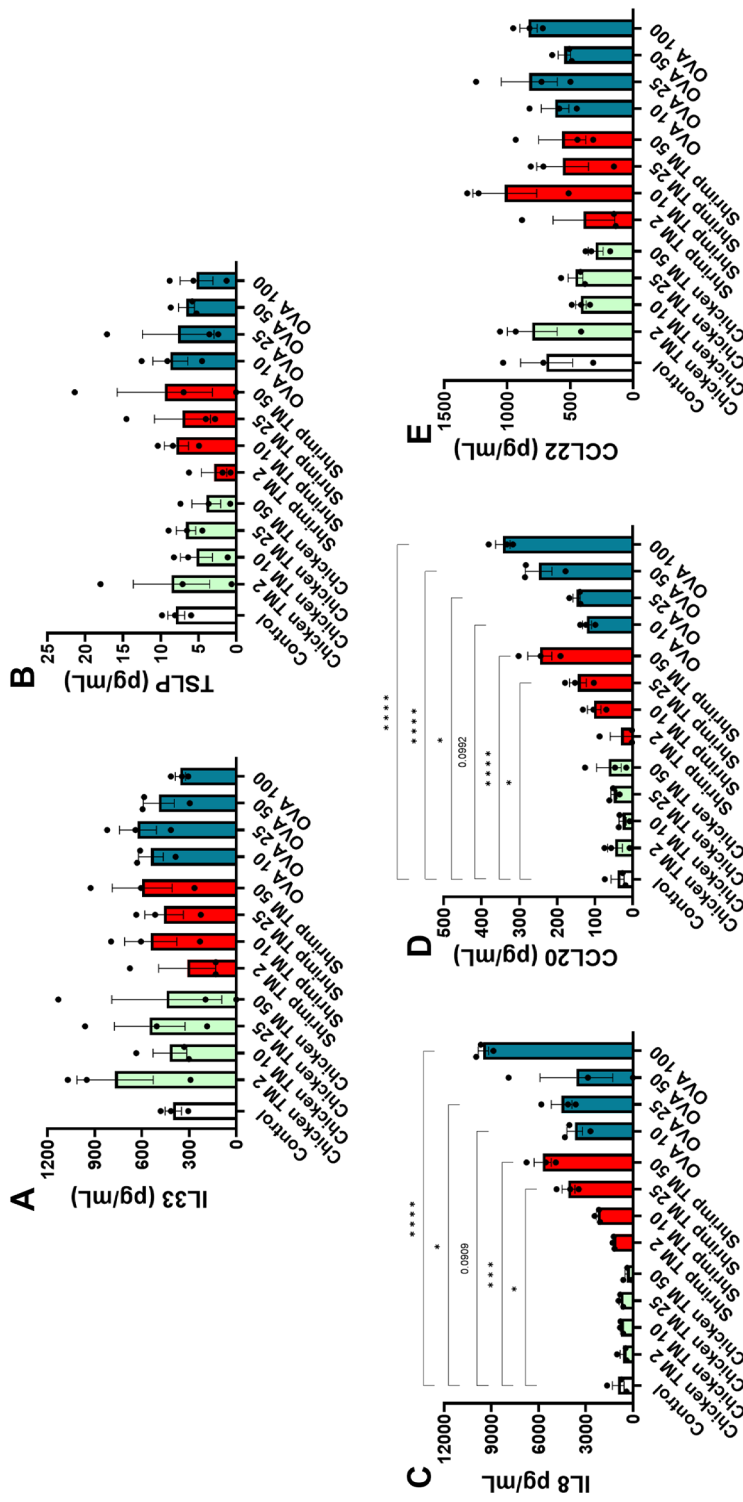 A
IL33 (pg/mL)
1200
900
600
300
0
Control
Chicken TM 2
Chicken TM 10
Chicken TM 25
Chicken TM 50
Shrimp TM 2
Shrimp TM 10
Shrimp TM 25
Shrimp TM 50
OVA 10
OVA 25
OVA 50
OVA 100
B
TSLP (pg/mL)
25
20
15
10
5
0
Control
Chicken TM 2
Chicken TM 10
Chicken TM 25
Chicken TM 50
Shrimp TM 2
Shrimp TM 10
Shrimp TM 25
Shrimp TM 50
OVA 10
OVA 25
OVA 50
OVA 100
C
IL8 pg/mL
12000
9000
6000
3000
0
****
*
0.0909
***
*
Control
Chicken TM 2
Chicken TM 10
Chicken TM 25
Chicken TM 50
Shrimp TM 2
Shrimp TM 10
Shrimp TM 25
Shrimp TM 50
OVA 10
OVA 25
OVA 50
OVA 100
D
CCL20 (pg/mL)
600
500
400
300
200
100
0
****
****
*
0.0992
****
*
Control
Chicken TM 2
Chicken TM 10
Chicken TM 25
Chicken TM 50
Shrimp TM 2
Shrimp TM 10
Shrimp TM 25
Shrimp TM 50
OVA 10
OVA 25
OVA 50
OVA 100
E
CCL22 (pg/mL)
1500
1000
500
0
Control
Chicken TM 2
Chicken TM 10
Chicken TM 25
Chicken TM 50
Shrimp TM 2
Shrimp TM 10
Shrimp TM 25
Shrimp TM 50
OVA 10
OVA 25
OVA 50
OVA 100